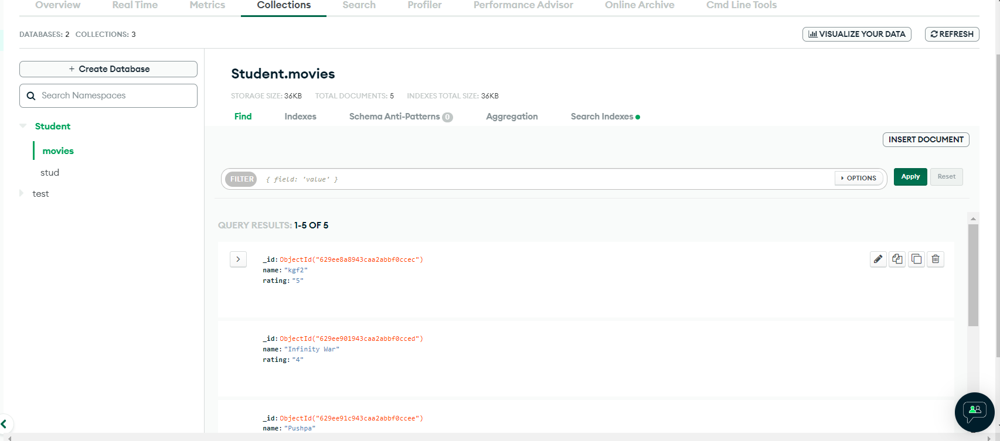 Overview Real Time Metrics Collections Search Profiler Performance Advisor Online Archive Cmd Line Tools
DATABASES: 2 COLLECTIONS: 3
VISUALIZE YOUR DATA
REFRESH
+ Create Database
Search Namespaces
Student
movies
stud
test
Student.movies
STORAGE SIZE: 36KB TOTAL DOCUMENTS: 5 INDEXES TOTAL SIZE: 36KB
Find Indexes Schema Anti-Patterns 0 Aggregation Search Indexes
INSERT DOCUMENT
FILTER { field: 'value' } OPTIONS Apply Reset
QUERY RESULTS: 1-5 OF 5
_id: ObjectId("629ee8a8943caa2abbf0ccec")
name: "kgf2"
rating: "5"
_id: ObjectId("629ee901943caa2abbf0cced")
name: "Infinity War"
rating: "4"
_id: ObjectId("629ee91c943caa2abbf0ccee")
name: "Pushpa"